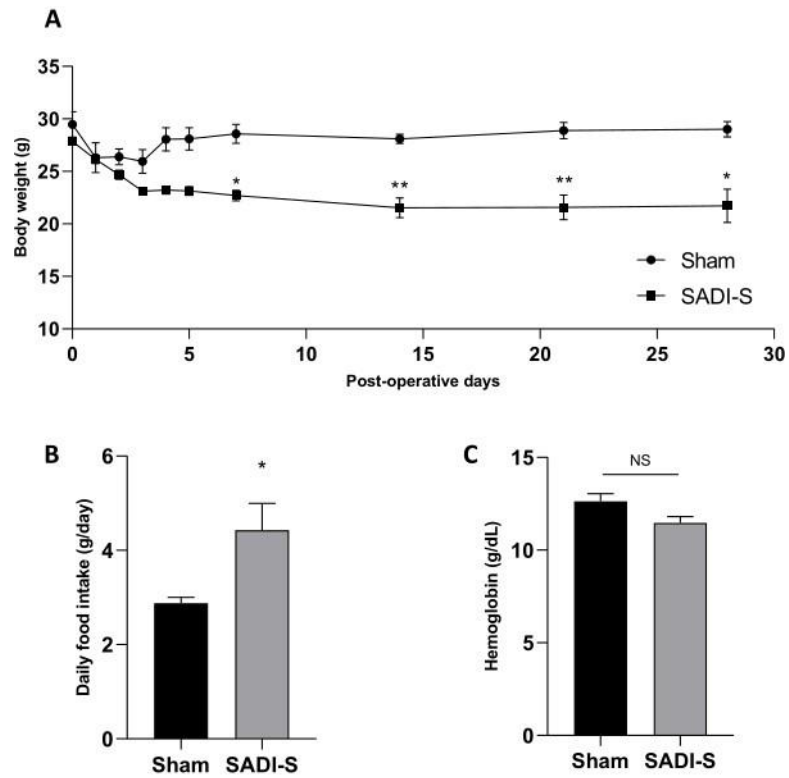 A
Body weight (g)
35
30
25
20
15
10
*
**
**
*
Sham
SADI-S
0
5
10
15
20
25
30
Post-operative days
B
Daily food intake (g/day)
6
4
2
0
*
Sham
SADI-S
C
Hemoglobin (g/dL)
15
10
5
0
NS
Sham
SADI-S